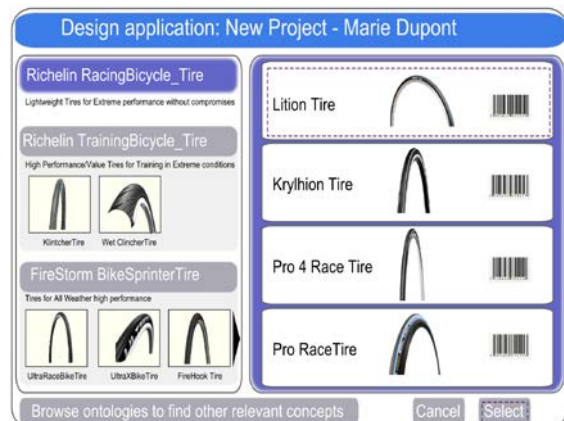 Design application: New Project - Marie Dupont
Richelin RacingBicycle_Tire
Lightweight Tires for Extreme performance without compromises
Richelin TrainingBicycle_Tire
High Performance/Value Tires for Training in Extreme conditions
KlintcherTire
Wet ClincherTire
FireStorm BikeSprinterTire
Tires for All Weather high performance
UltraRaceBikeTire
UltraXBikeTire
FireHook Tire
Lition Tire
Krylhion Tire
Pro 4 Race Tire
Pro RaceTire
Browse ontologies to find other relevant concepts
Cancel
Select